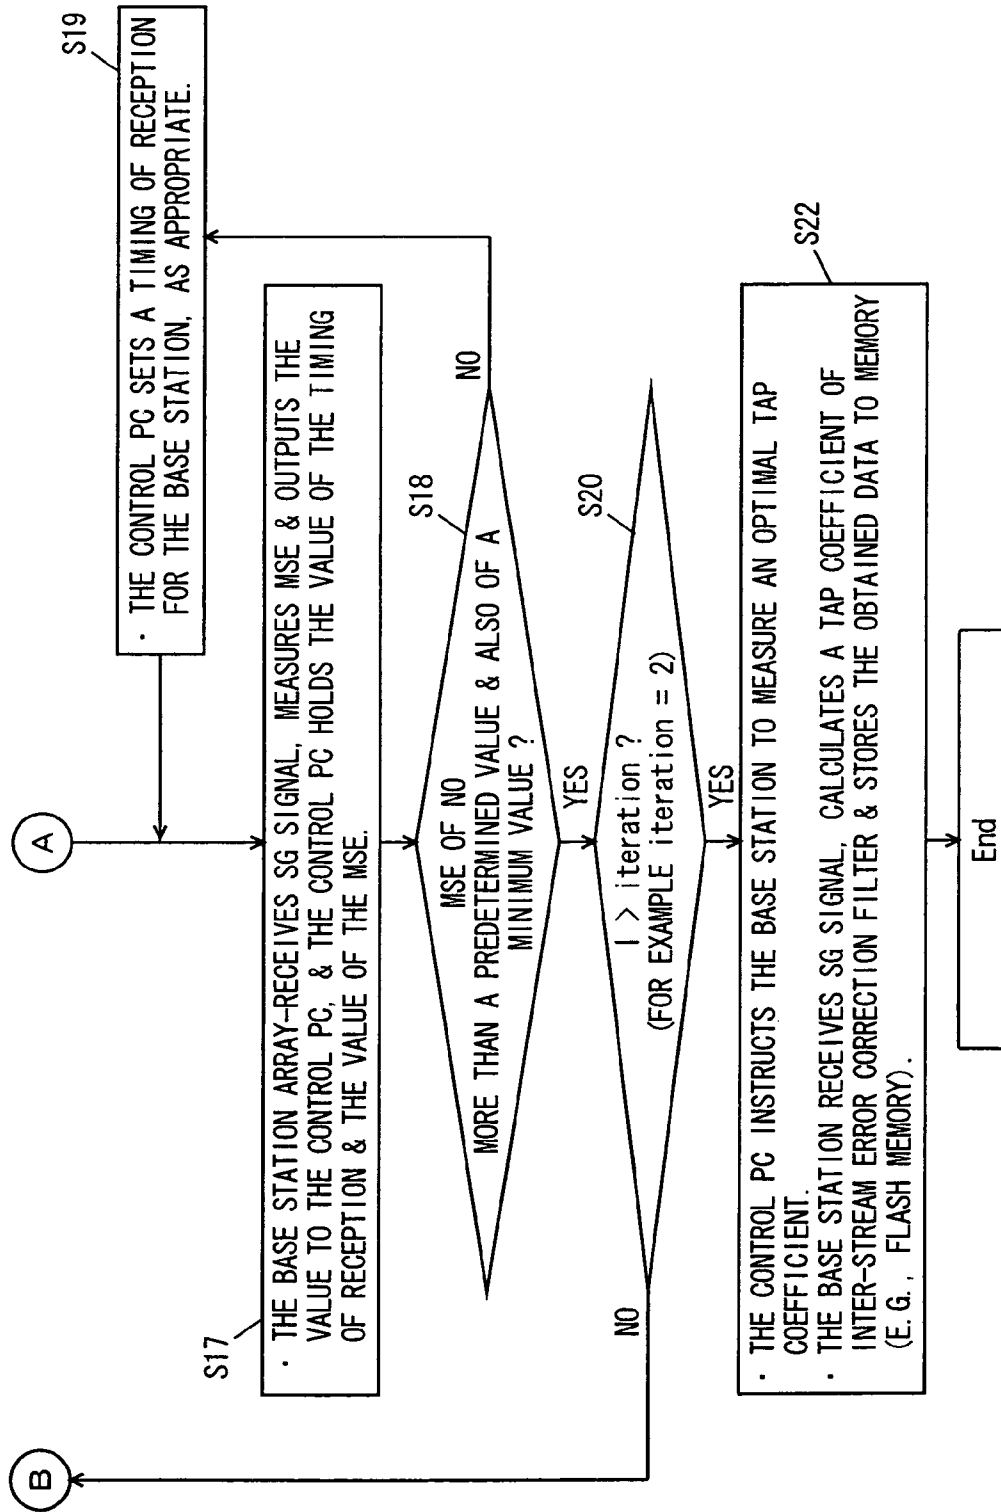 B
A
S19
· THE CONTROL PC SETS A TIMING OF RECEPTION
FOR THE BASE STATION, AS APPROPRIATE.
S17
· THE BASE STATION ARRAY-RECEIVES SG SIGNAL, MEASURES MSE & OUTPUTS THE
VALUE TO THE CONTROL PC, & THE CONTROL PC HOLDS THE VALUE OF THE TIMING
OF RECEPTION & THE VALUE OF THE MSE.
S18
MSE OF NO
MORE THAN A PREDETERMINED VALUE & ALSO OF A
MINIMUM VALUE ?
NO
YES
S20
I > iteration ?
(FOR EXAMPLE iteration = 2)
NO
YES
S22
· THE CONTROL PC INSTRUCTS THE BASE STATION TO MEASURE AN OPTIMAL TAP
COEFFICIENT.
· THE BASE STATION RECEIVES SG SIGNAL, CALCULATES A TAP COEFFICIENT OF
INTER-STREAM ERROR CORRECTION FILTER & STORES THE OBTAINED DATA TO MEMORY
(E.G., FLASH MEMORY).
End